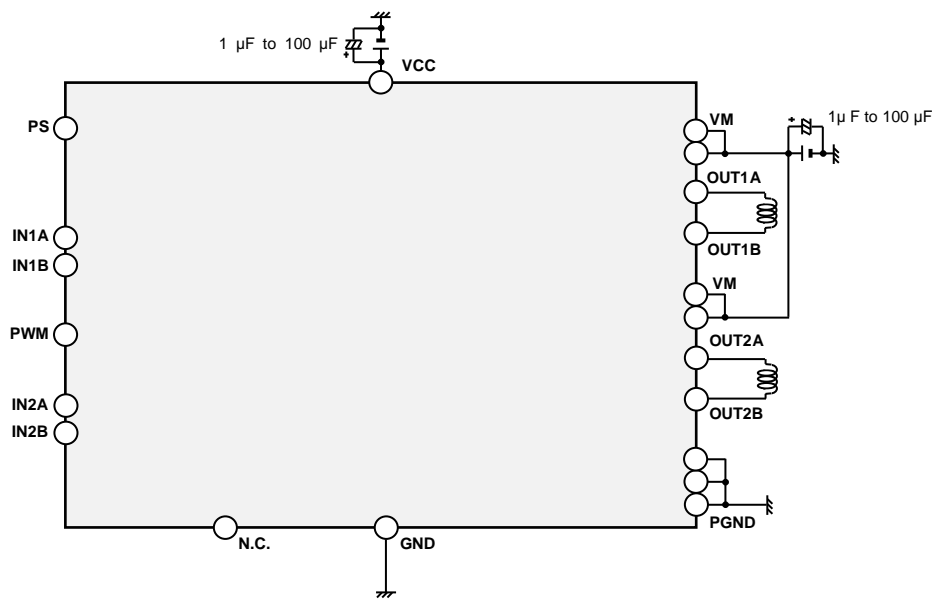 1 µF to 100 µF
VCC
PS
VM
1µ F to 100 µF
OUT1A
IN1A
OUT1B
IN1B
VM
PWM
OUT2A
IN2A
OUT2B
IN2B
PGND
N.C.
GND